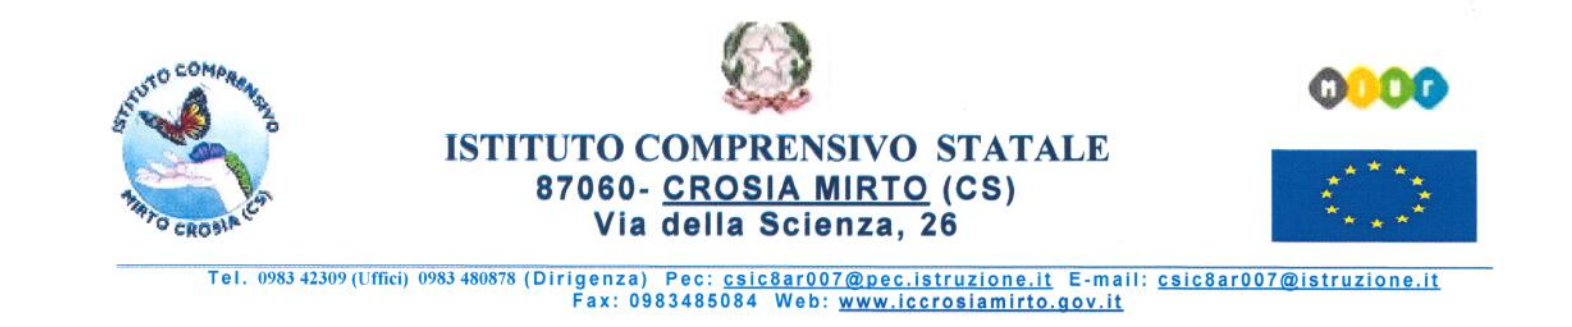 ISTITUTO COMPRENSIVO
MIRTO CROSIA (CS)
miur
ISTITUTO COMPRENSIVO STATALE
87060- CROSIA MIRTO (CS)
Via della Scienza, 26
Tel. 0983 42309 (Uffici) 0983 480878 (Dirigenza) Pec: csic8ar007@pec.istruzione.it E-mail: csic8ar007@istruzione.it
Fax: 0983485084 Web: www.iccrosiamirto.gov.it